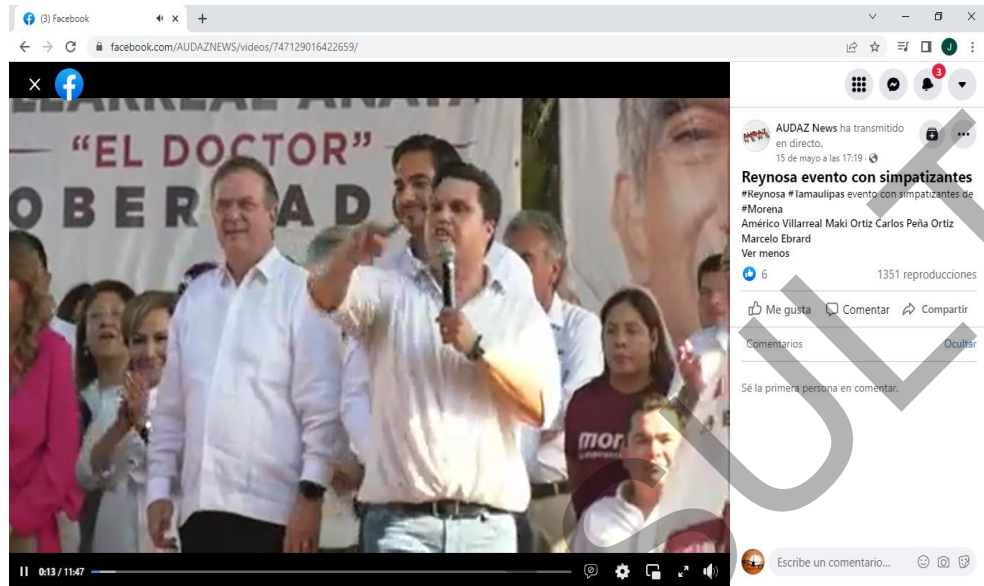 (3) Facebook
facebook.com/AUDAZNEWS/videos/747129016422659/
J
3
"EL DOCTOR"
AUDAZ News ha transmitido
en directo.
15 de mayo a las 17:19
Reynosa evento con simpatizantes
#Reynosa #Tamaulipas evento con simpatizantes de
#Morena
Américo Villarreal Maki Ortiz Carlos Peña Ortiz
Marcelo Ebrard
Ver menos
6
1351 reproducciones
Me gusta Comentar Compartir
Comentarios Ocultar
Sé la primera persona en comentar.
Escribe un comentario...
mor
0:13 / 11:47
SULT